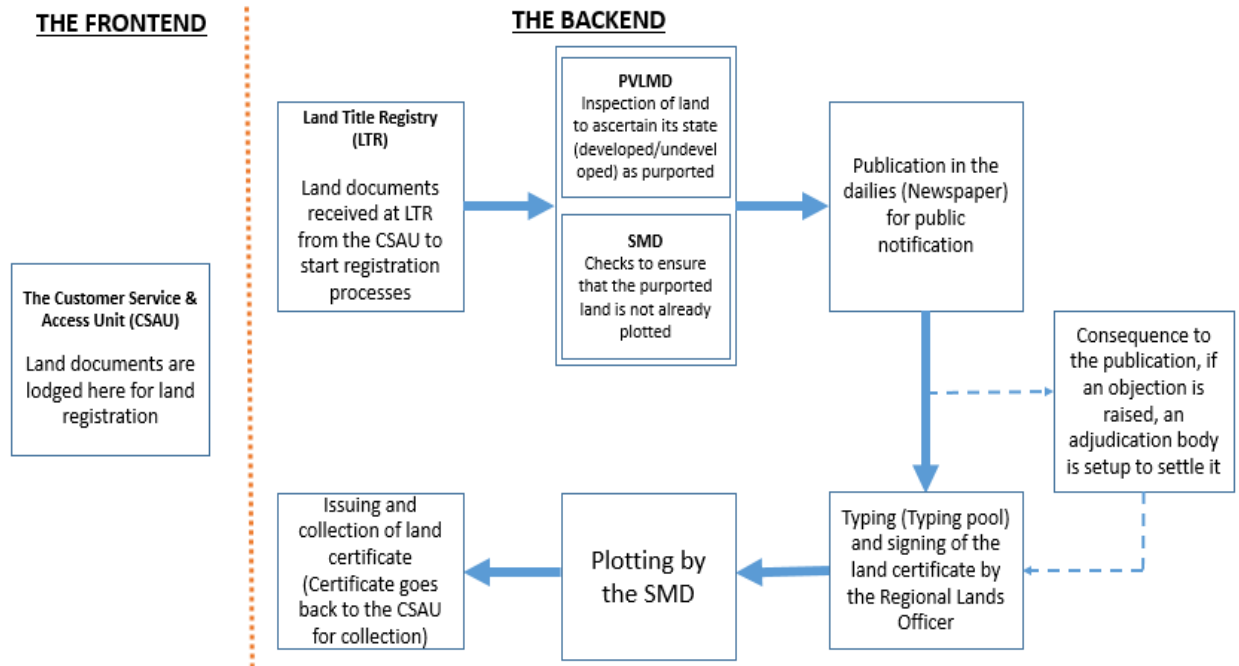 THE FRONTEND
THE BACKEND
The Customer Service &
Access Unit (CSAU)
Land documents are
lodged here for land
registration
Land Title Registry
(LTR)
Land documents
received at LTR
from the CSAU to
start registration
processes
PVLMD
Inspection of land
to ascertain its state
(developed/undevel
oped) as purported
SMD
Checks to ensure
that the purported
land is not already
plotted
Publication in the
dailies (Newspaper)
for public
notification
Consequence to
the publication, if
an objection is
raised, an
adjudication body
is setup to settle it
Typing (Typing pool)
and signing of the
land certificate by
the Regional Lands
Officer
Plotting by
the SMD
Issuing and
collection of land
certificate
(Certificate goes
back to the CSAU
for collection)